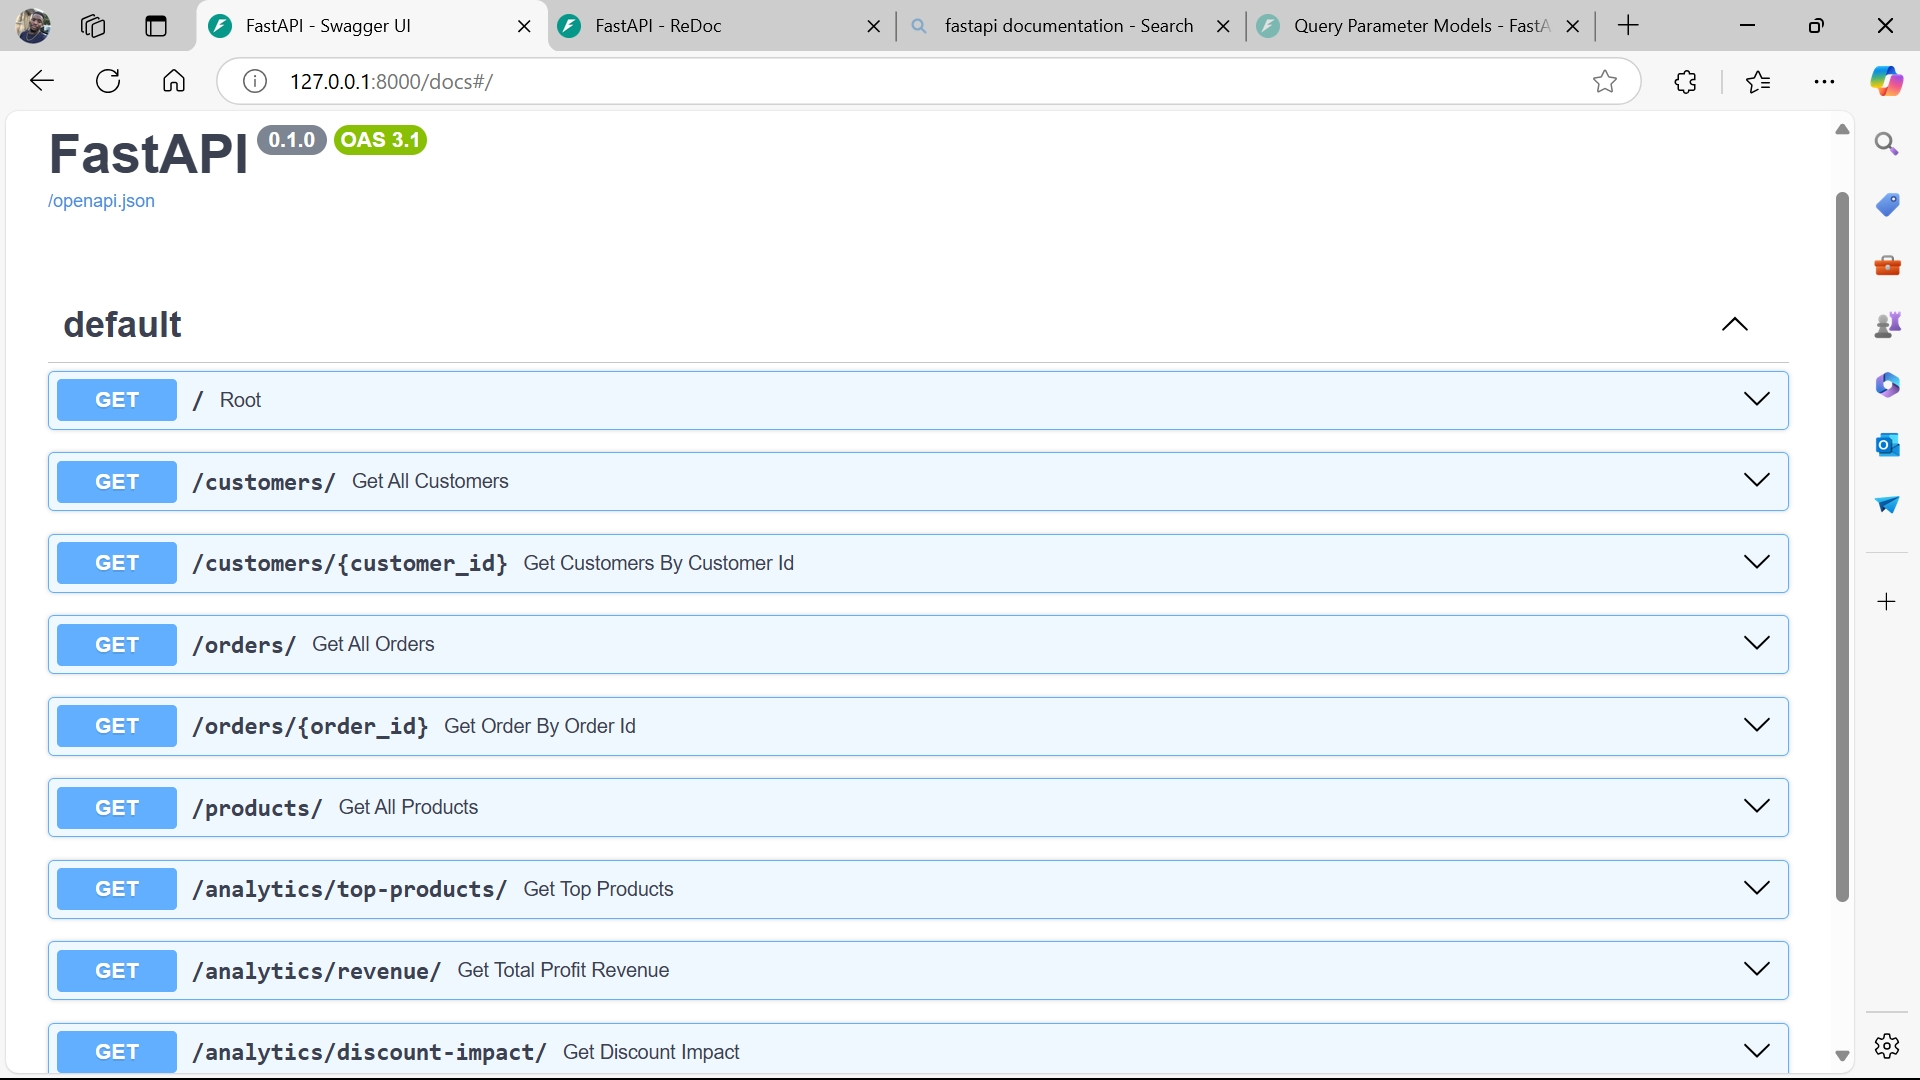 FastAPI - Swagger UI
FastAPI - ReDoc
fastapi documentation - Search
Query Parameter Models - FastA
127.0.0.1:8000/docs#/
FastAPI 0.1.0 OAS 3.1
/openapi.json
default
GET / Root
GET /customers/ Get All Customers
GET /customers/{customer_id} Get Customers By Customer Id
GET /orders/ Get All Orders
GET /orders/{order_id} Get Order By Order Id
GET /products/ Get All Products
GET /analytics/top-products/ Get Top Products
GET /analytics/revenue/ Get Total Profit Revenue
GET /analytics/discount-impact/ Get Discount Impact